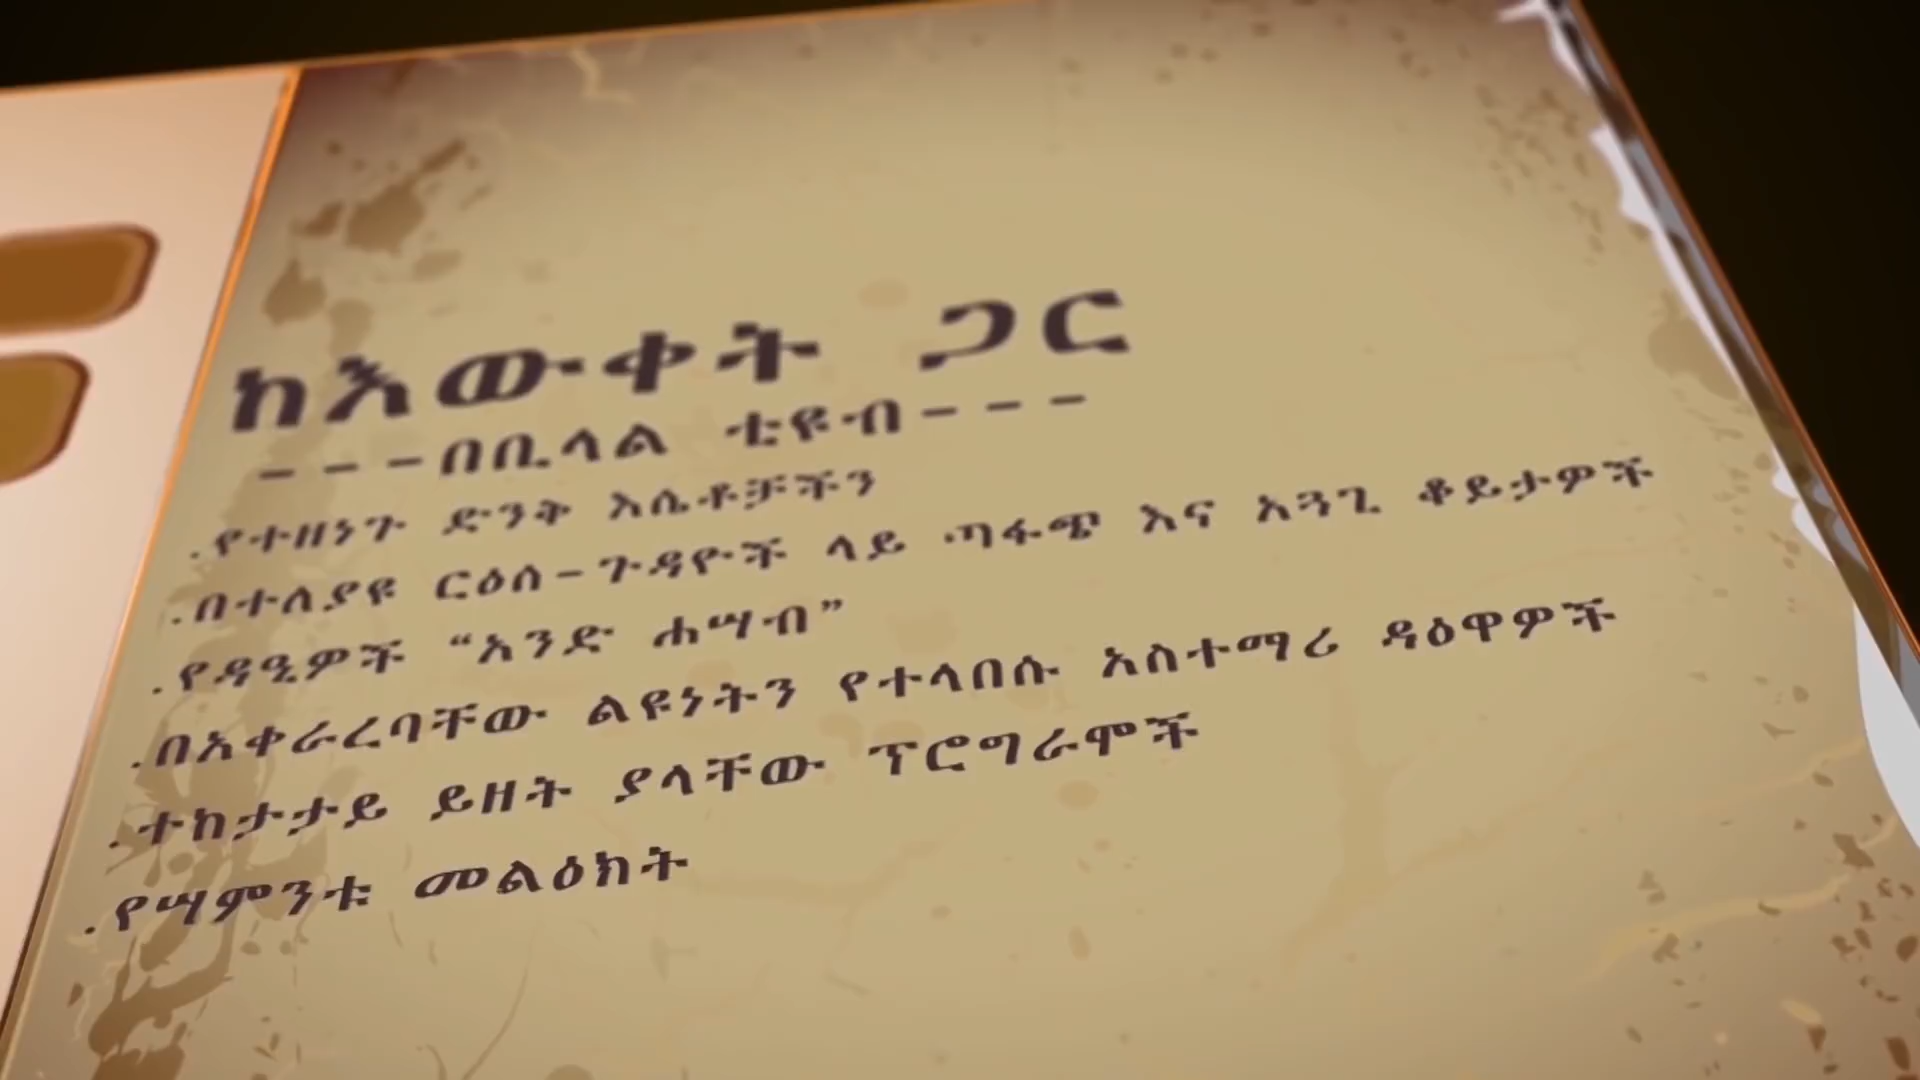 ከእውቀት ጋር
---በቢላል ቲዩብ---
.የተዘነጉ ድንቅ እሴቶቻችን
.በተለያዩ ርዕሰ-ጉዳዮች ላይ ጣፋጭ እና አጓጊ ቆይታዎች
.የዳዒዎች “አንድ ሐሣብ”
.በአቀራረባቸው ልዩነትን የተላበሱ አስተማሪ ዳዕዋዎች
.ተከታታይ ይዘት ያላቸው ፕሮግራሞች
.የሣምንቱ መልዕክት